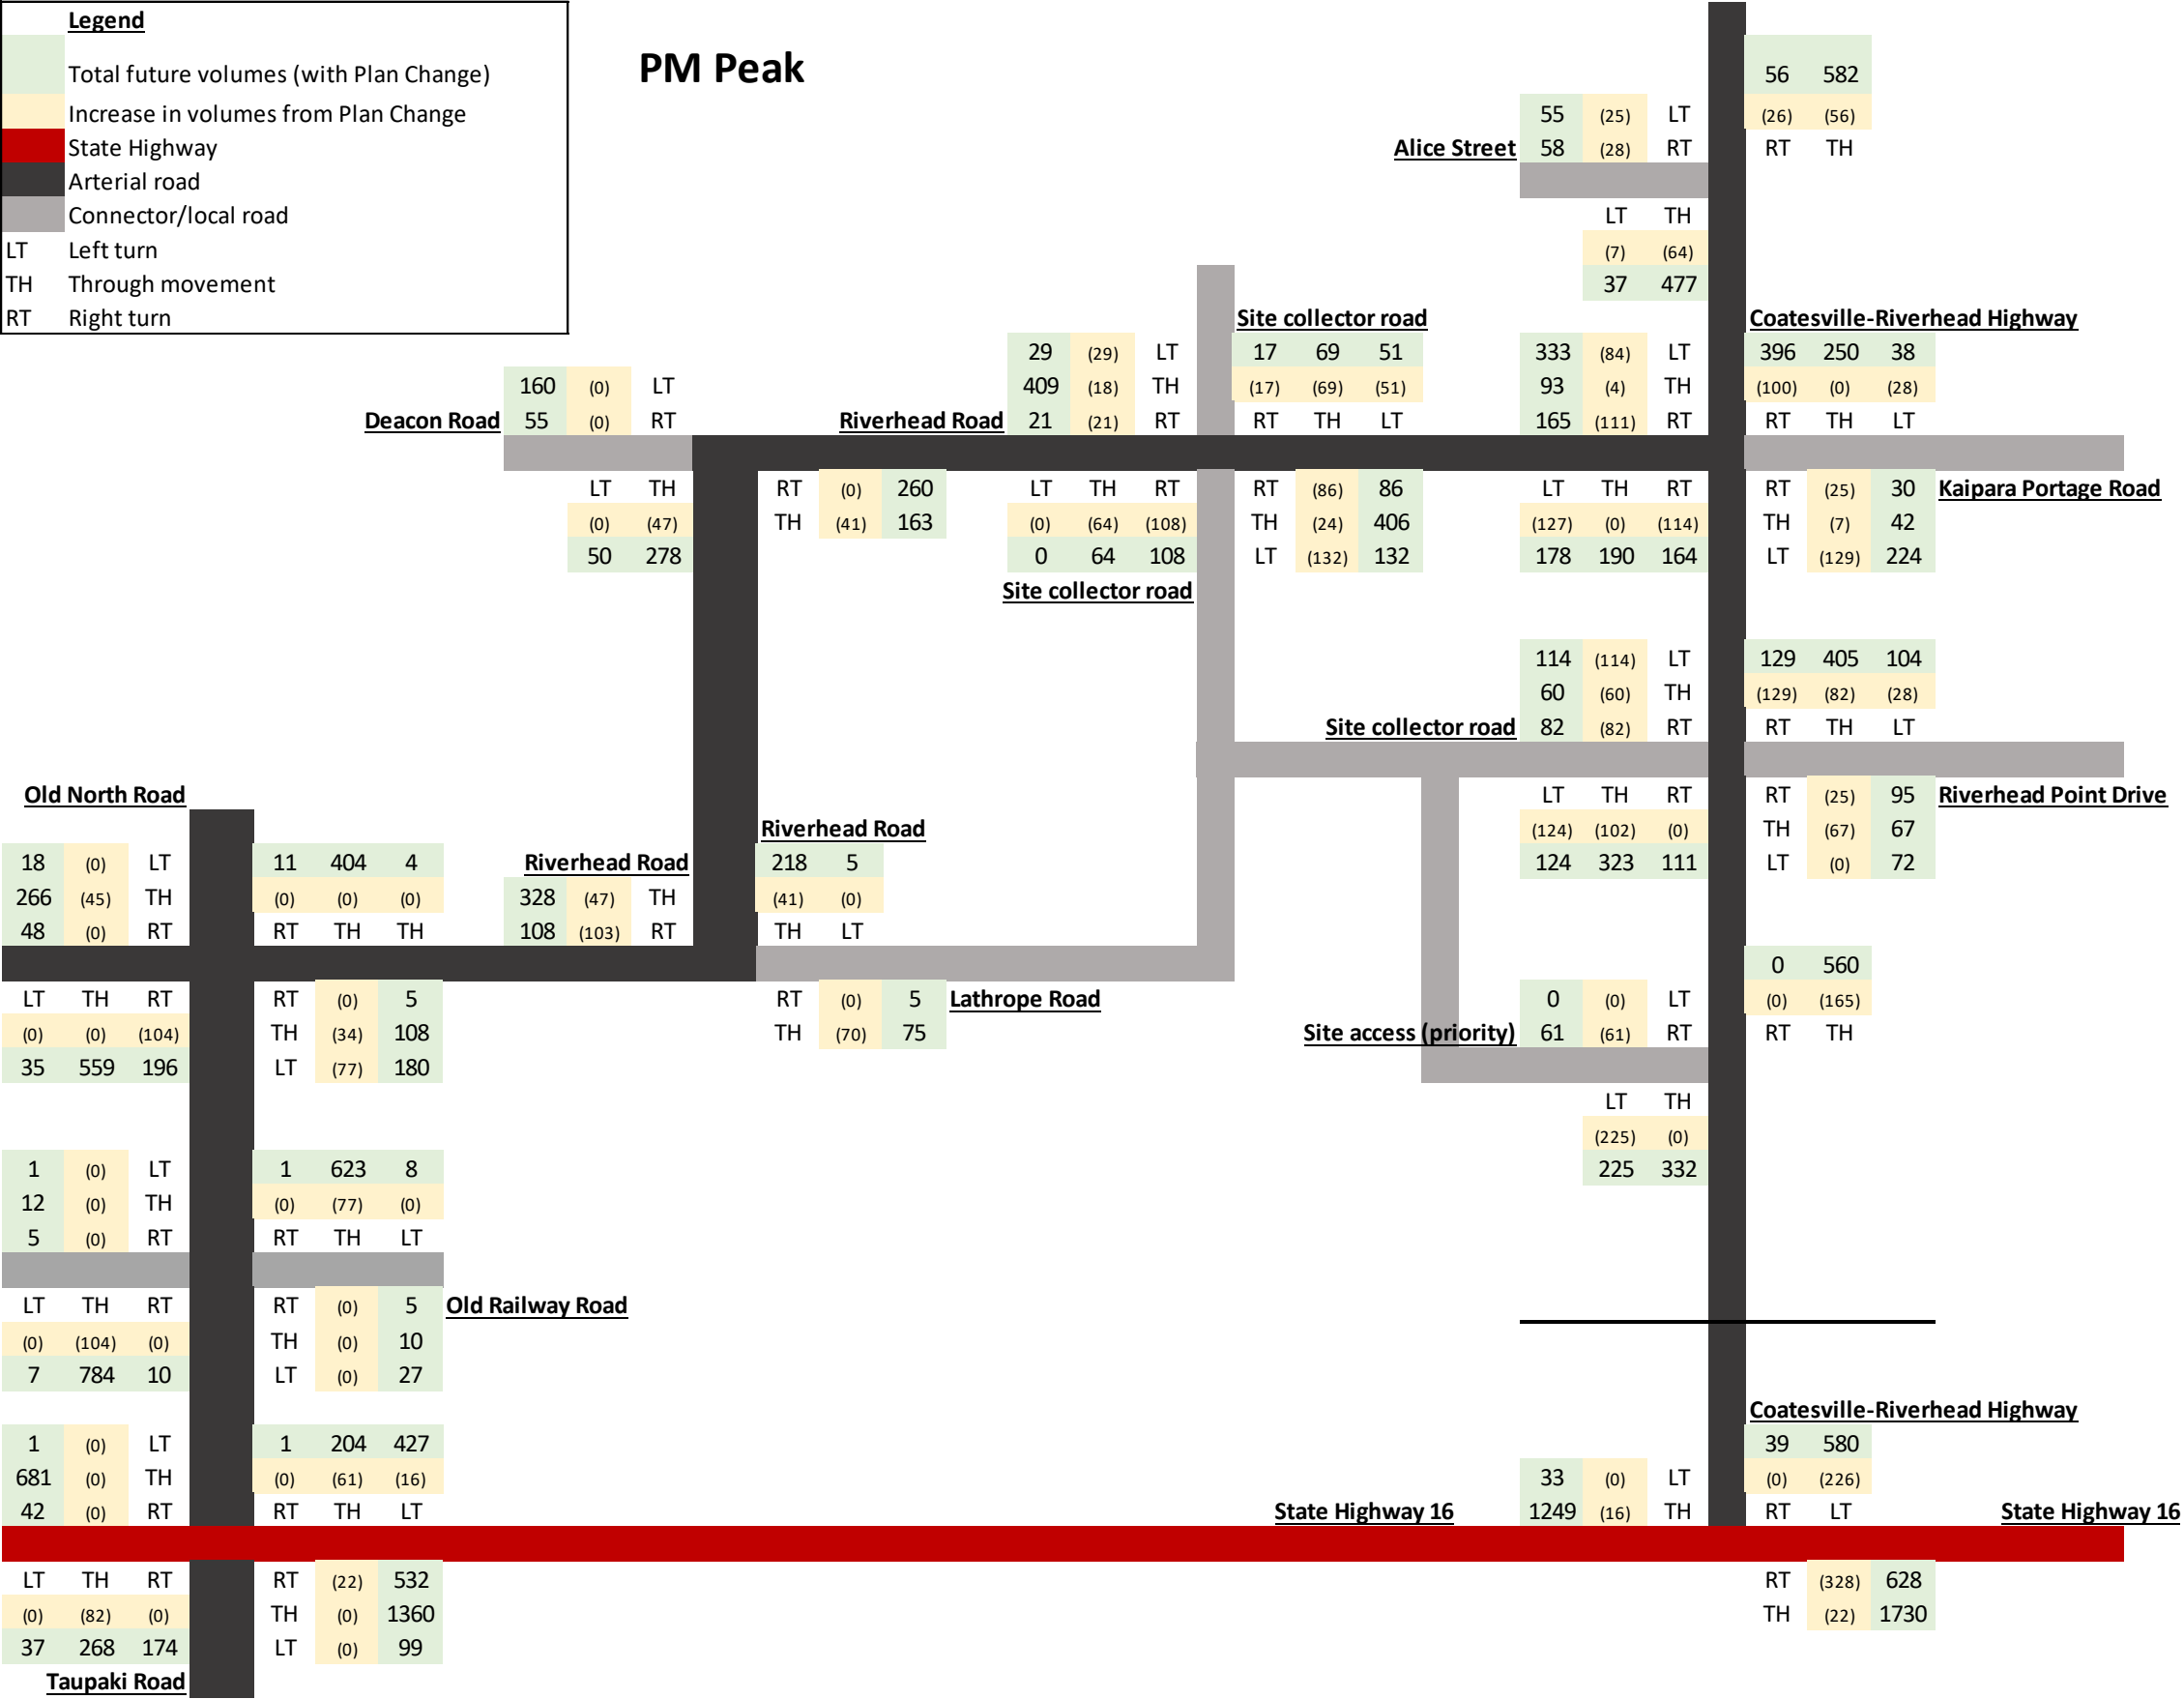 Legend
Total future volumes (with Plan Change)
Increase in volumes from Plan Change
State Highway
Arterial road
Connector/local road
LT Left turn
TH Through movement
RT Right turn
PM Peak
56 582
55 (25) LT (26) (56)
Alice Street 58 (28) RT RT TH
LT TH
(7) (64)
37 477
Site collector road Coatesville-Riverhead Highway
29 (29) LT 17 69 51 333 (84) LT 396 250 38
160 (0) LT 409 (18) TH (17) (69) (51) 93 (4) TH (100) (0) (28)
Deacon Road 55 (0) RT Riverhead Road 21 (21) RT RT TH LT 165 (111) RT RT TH LT
LT TH RT (0) 260 LT TH RT RT (86) 86 LT TH RT RT (25) 30 Kaipara Portage Road
(0) (47) TH (41) 163 (0) (64) (108) TH (24) 406 (127) (0) (114) TH (7) 42
50 278 0 64 108 LT (132) 132 178 190 164 LT (129) 224
Site collector road
114 (114) LT 129 405 104
60 (60) TH (129) (82) (28)
Site collector road 82 (82) RT RT TH LT
Old North Road LT TH RT RT (25) 95 Riverhead Point Drive
Riverhead Road (124) (102) (0) TH (67) 67
18 (0) LT 11 404 4 Riverhead Road 218 5 124 323 111 LT (0) 72
266 (45) TH (0) (0) (0) 328 (47) TH (41) (0)
48 (0) RT RT TH TH 108 (103) RT TH LT
0 560
LT TH RT RT (0) 5 RT (0) 5 Lathrope Road 0 (0) LT (0) (165)
(0) (0) (104) TH (34) 108 TH (70) 75 Site access (priority) 61 (61) RT RT TH
35 559 196 LT (77) 180
LT TH
(225) (0)
1 (0) LT 1 623 8 225 332
12 (0) TH (0) (77) (0)
5 (0) RT RT TH LT
LT TH RT RT (0) 5 Old Railway Road
(0) (104) (0) TH (0) 10
7 784 10 LT (0) 27
Coatesville-Riverhead Highway
1 (0) LT 1 204 427 39 580
681 (0) TH (0) (61) (16) 33 (0) LT (0) (226)
42 (0) RT RT TH LT State Highway 16 1249 (16) TH RT LT State Highway 16
LT TH RT RT (22) 532 RT (328) 628
(0) (82) (0) TH (0) 1360 TH (22) 1730
37 268 174 LT (0) 99
Taupaki Road